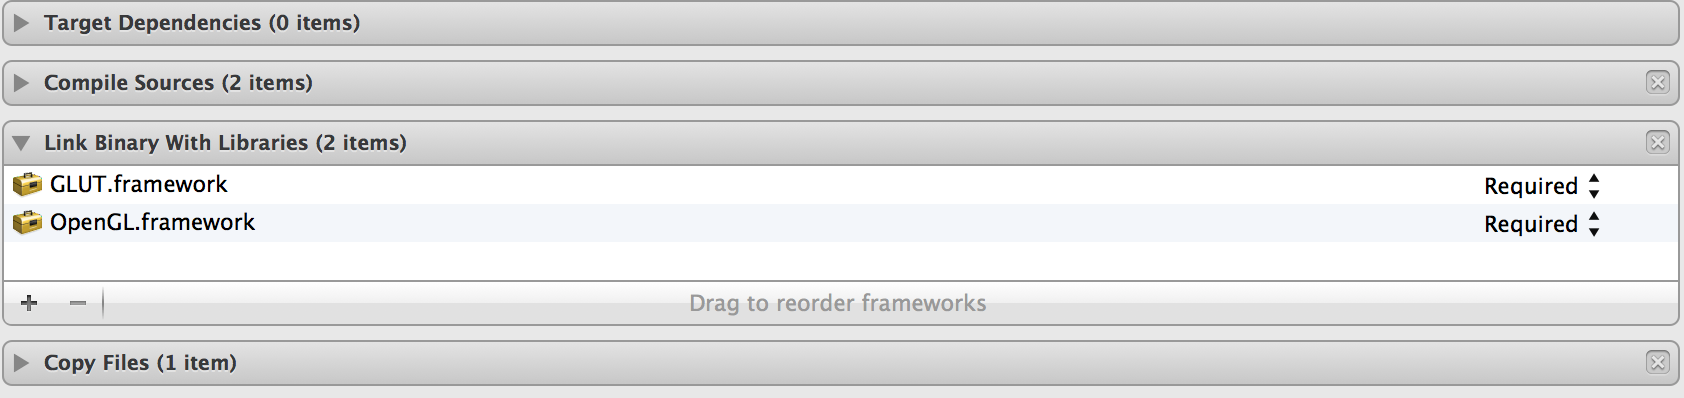 Target Dependencies (0 items)
Compile Sources (2 items)
Link Binary With Libraries (2 items)
GLUT.framework Required
OpenGL.framework Required
Drag to reorder frameworks
Copy Files (1 item)